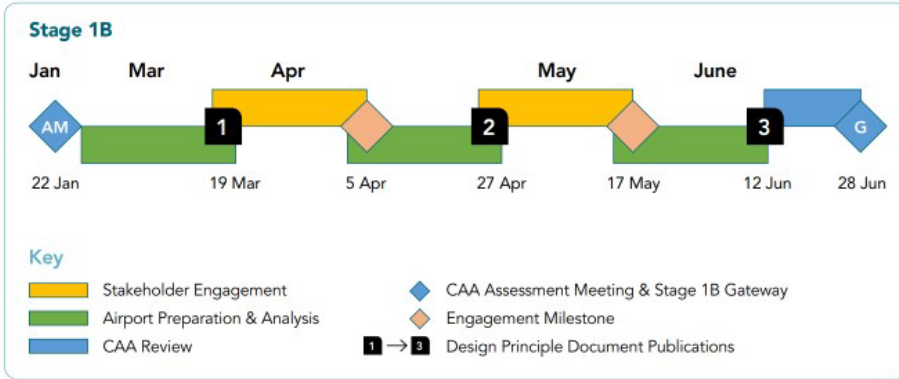 Stage 1B
Jan Mar Apr May June
AM 1 2 3 G
22 Jan 19 Mar 5 Apr 27 Apr 17 May 12 Jun 28 Jun
Key
Stakeholder Engagement CAA Assessment Meeting & Stage 1B Gateway
Airport Preparation & Analysis Engagement Milestone
CAA Review 1 → 3 Design Principle Document Publications